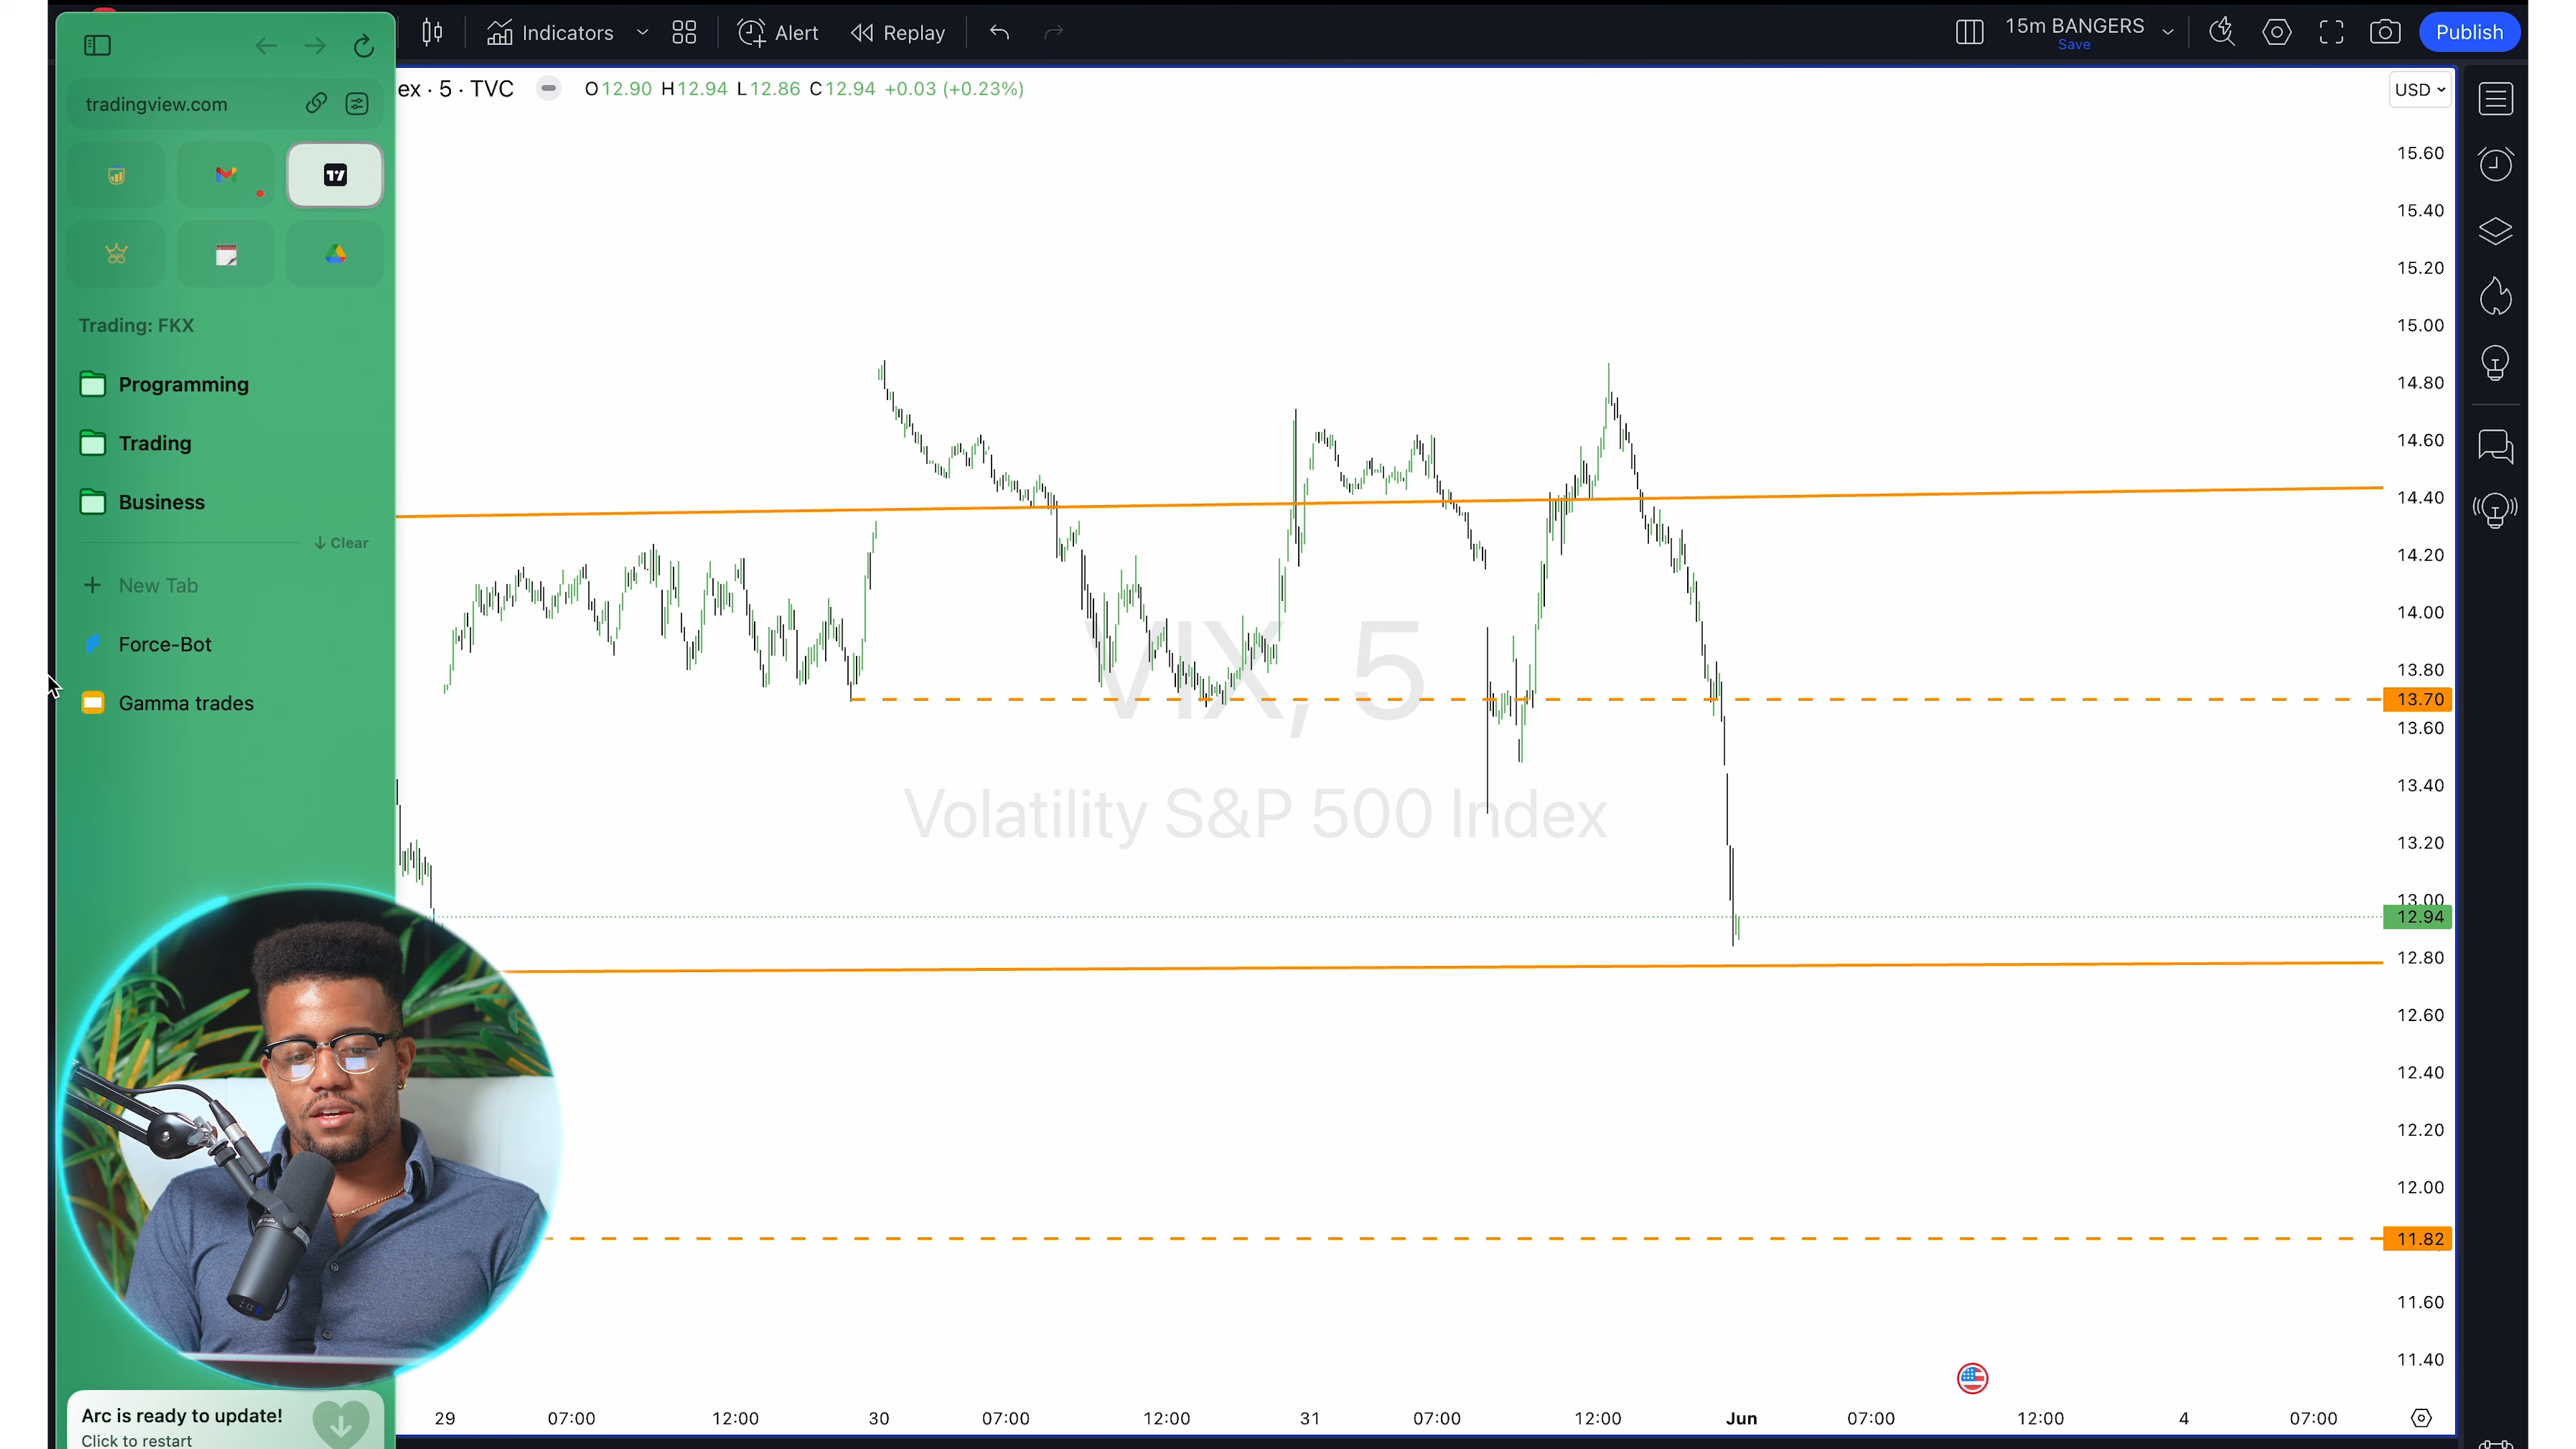 Indicators
Alert
Replay
15m BANGERS
Save
Publish
tradingview.com
ex · 5 · TVC
O12.90 H12.94 L12.86 C12.94 +0.03 (+0.23%)
USD
15.60
15.40
15.20
15.00
14.80
14.60
14.40
14.20
14.00
13.80
13.70
13.60
13.40
13.20
13.00
12.94
12.80
12.60
12.40
12.20
12.00
11.82
11.60
11.40
Trading: FKX
Programming
Trading
Business
Clear
New Tab
Force-Bot
Gamma trades
VIX, 5
Volatility S&P 500 Index
Arc is ready to update!
Click to restart
29 07:00 12:00 30 07:00 12:00 31 07:00 12:00 Jun 07:00 12:00 4 07:00